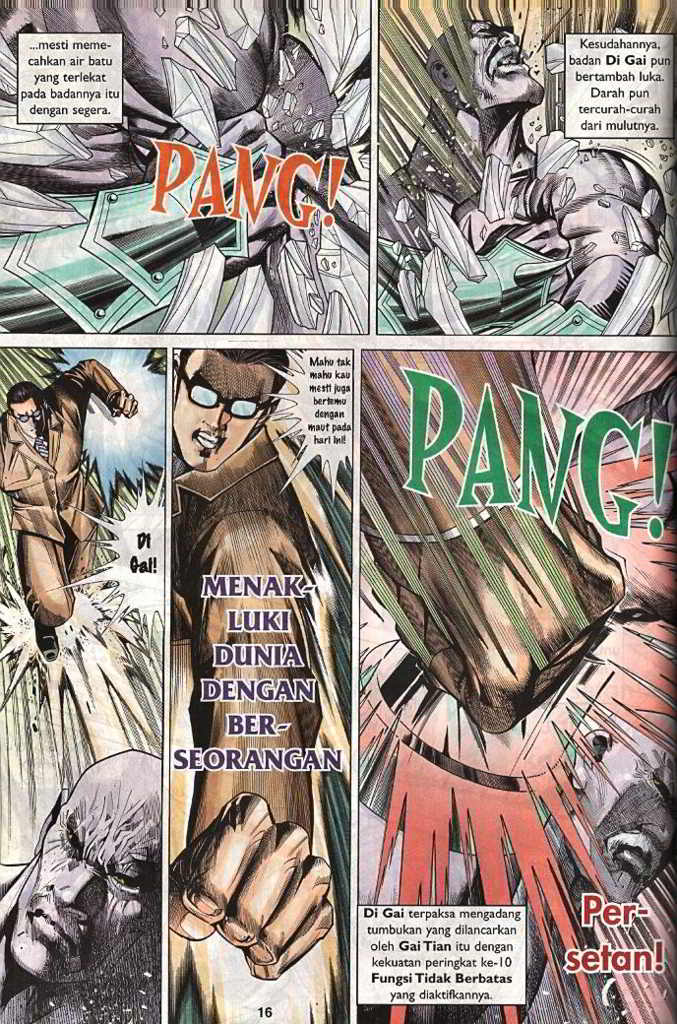 ...mesti meme-
cahkan air batu
yang terlekat
pada badannya itu
dengan segera.
PANG!
Kesudahannya,
badan Di Gai pun
bertambah luka.
Darah pun
tercurah-curah
dari mulutnya.
Di
Gai!
Mahu tak
mahu kau
mesti juga
bertemu
dengan
maut pada
hari ini!
MENAK-
LUKI
DUNIA
DENGAN
BER-
SEORANGAN
PANG!
Di Gai terpaksa mengadang
tumbukan yang dilancarkan
oleh Gai Tian itu dengan
kekuatan peringkat ke-10
Fungsi Tidak Berbatas
yang diaktifkannya.
Per-
setan!
16